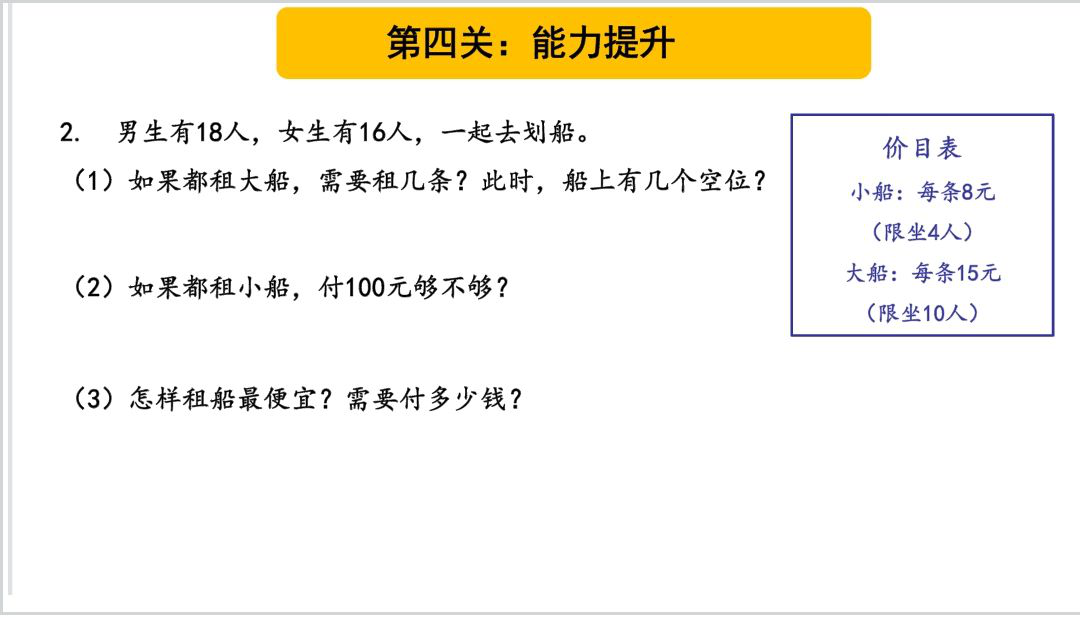 第四关：能力提升
2. 男生有18人，女生有16人，一起去划船。
（1）如果都租大船，需要租几条？此时，船上有几个空位？
（2）如果都租小船，付100元够不够？
（3）怎样租船最便宜？需要付多少钱？
价目表
小船：每条8元
（限坐4人）
大船：每条15元
（限坐10人）